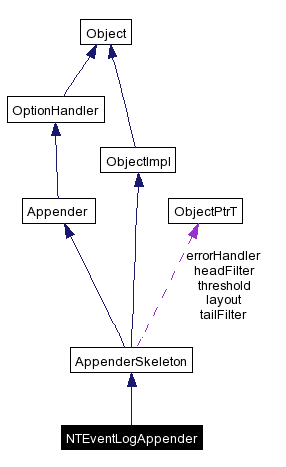 Object
OptionHandler
ObjectImpl
Appender
ObjectPtrT
errorHandler
headFilter
threshold
layout
tailFilter
AppenderSkeleton
NTEventLogAppender